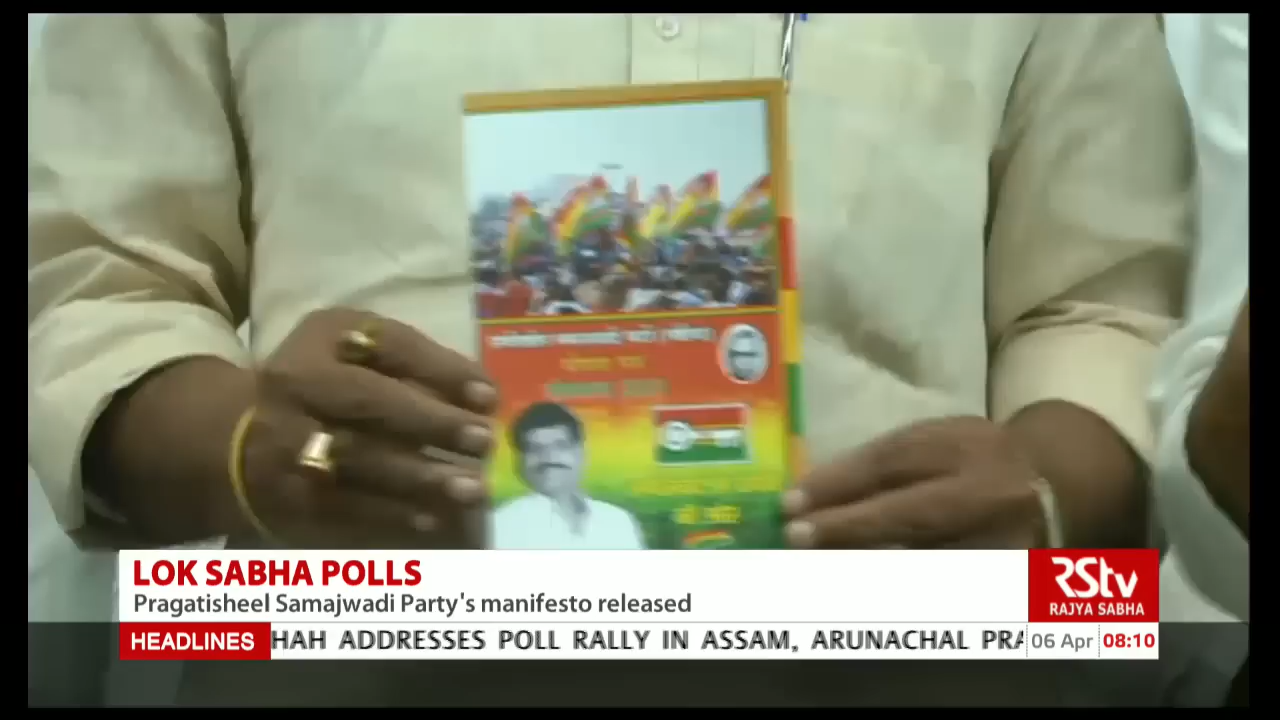 LOK SABHA POLLS
Pragatisheel Samajwadi Party's manifesto released
RSTV
RAJYA SABHA
HEADLINES HAH ADDRESSES POLL RALLY IN ASSAM, ARUNACHAL PRA 06 Apr 08:10